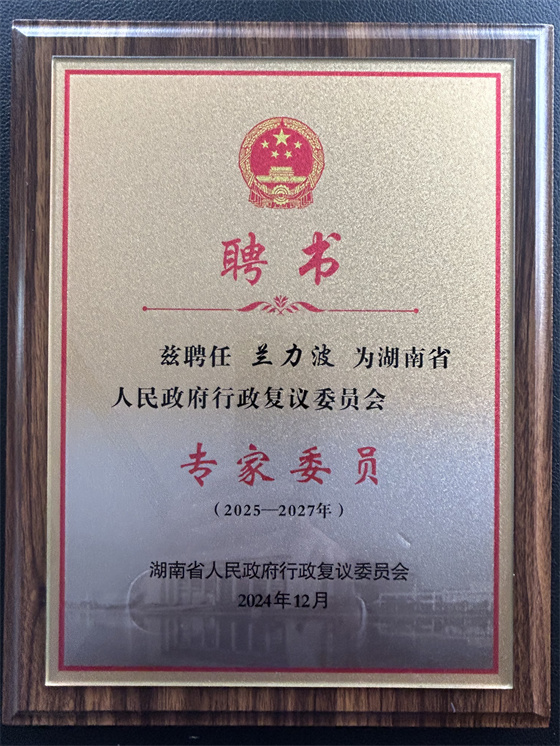 聘书
兹聘任 兰力波 为湖南省
人民政府行政复议委员会
专家委员
（2025—2027年）
湖南省人民政府行政复议委员会
2024年12月